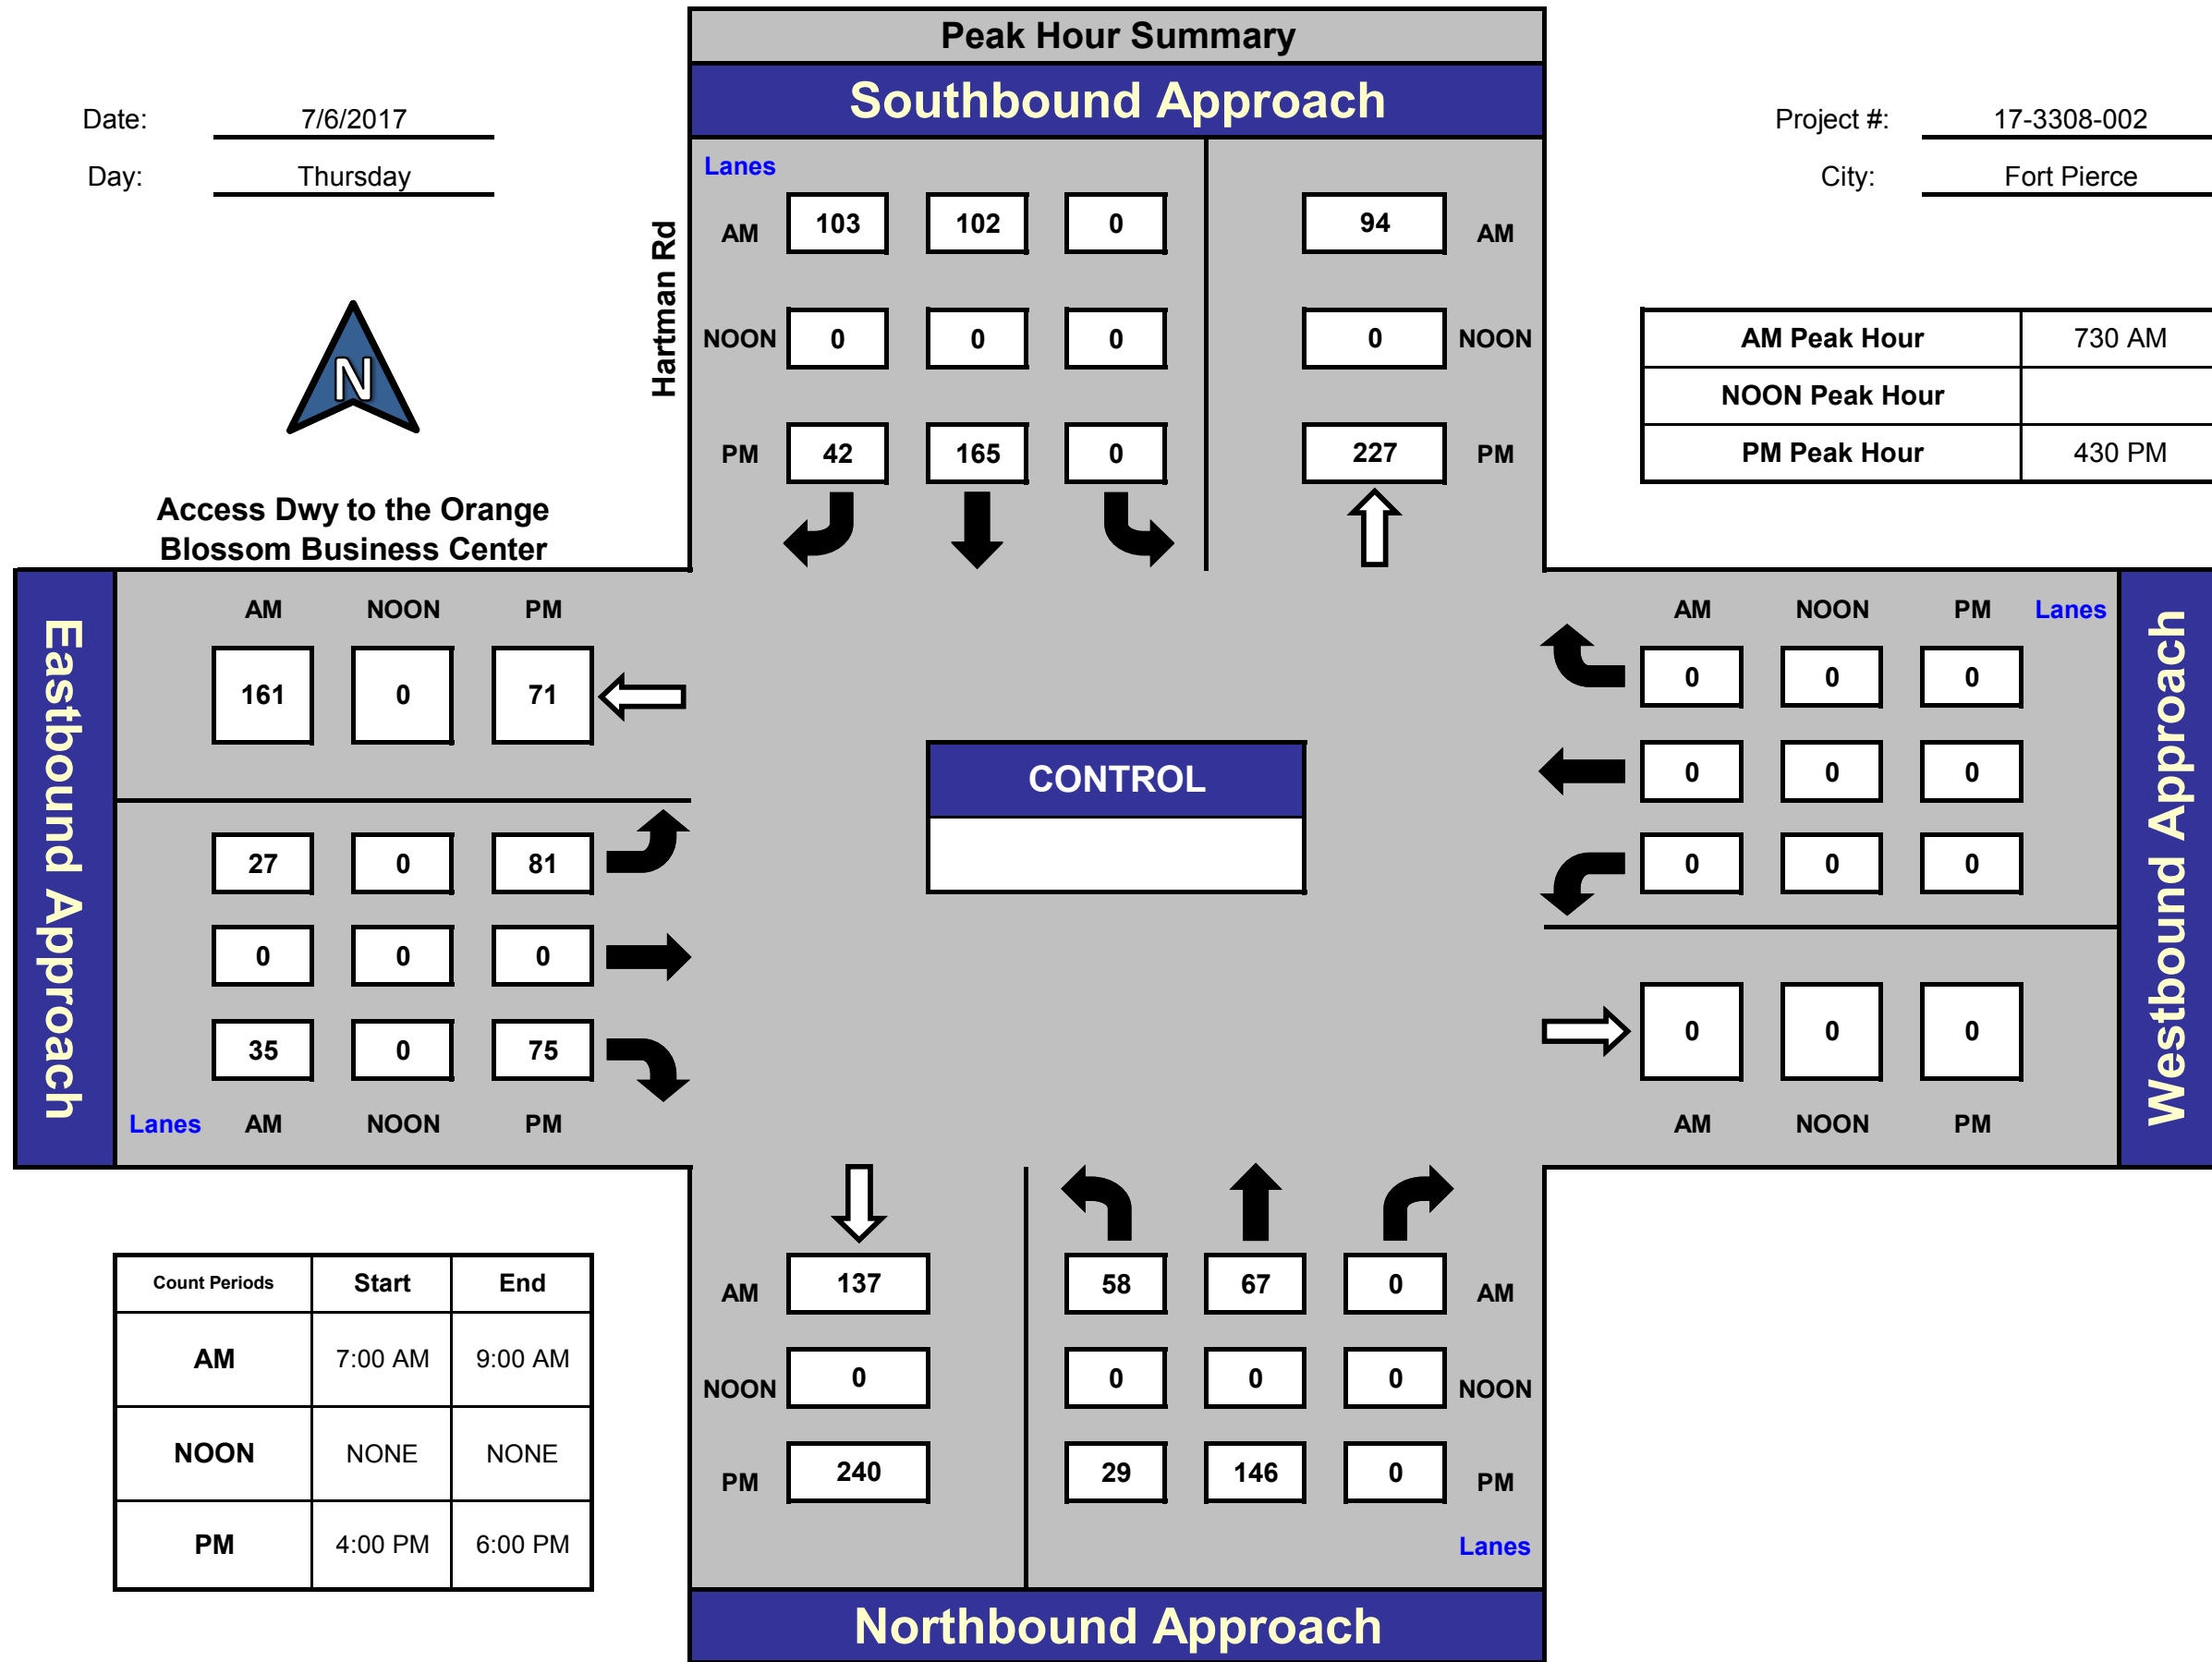 Peak Hour Summary
Southbound Approach
Date: 7/6/2017
Day: Thursday
Project #: 17-3308-002
City: Fort Pierce
Hartman Rd
Lanes
AM 103 102 0 94 AM
NOON 0 0 0 0 NOON
PM 42 165 0 227 PM
N
AM Peak Hour 730 AM
NOON Peak Hour
PM Peak Hour 430 PM
Access Dwy to the Orange
Blossom Business Center
Eastbound Approach
AM NOON PM
161 0 71
27 0 81
0 0 0
35 0 75
Lanes AM NOON PM
CONTROL
AM NOON PM Lanes
0 0 0
0 0 0
0 0 0
0 0 0
AM NOON PM
Westbound Approach
Count Periods Start End
AM 7:00 AM 9:00 AM
NOON NONE NONE
PM 4:00 PM 6:00 PM
AM 137 58 67 0 AM
NOON 0 0 0 0 NOON
PM 240 29 146 0 PM
Lanes
Northbound Approach